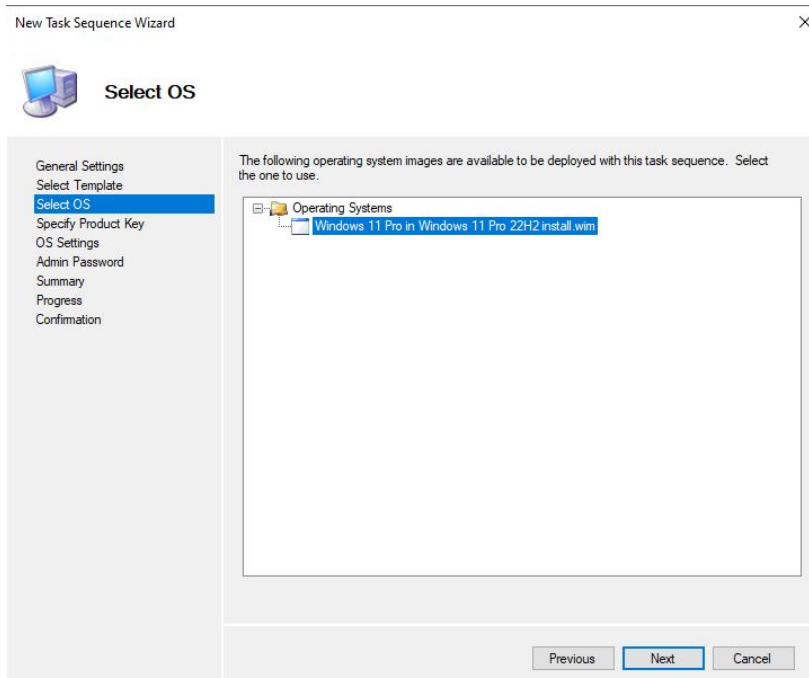 New Task Sequence Wizard
Select OS
General Settings
Select Template
Select OS
Specify Product Key
OS Settings
Admin Password
Summary
Progress
Confirmation
The following operating system images are available to be deployed with this task sequence. Select
the one to use.
Operating Systems
Windows 11 Pro in Windows 11 Pro 22H2 install.wim
Previous
Next
Cancel